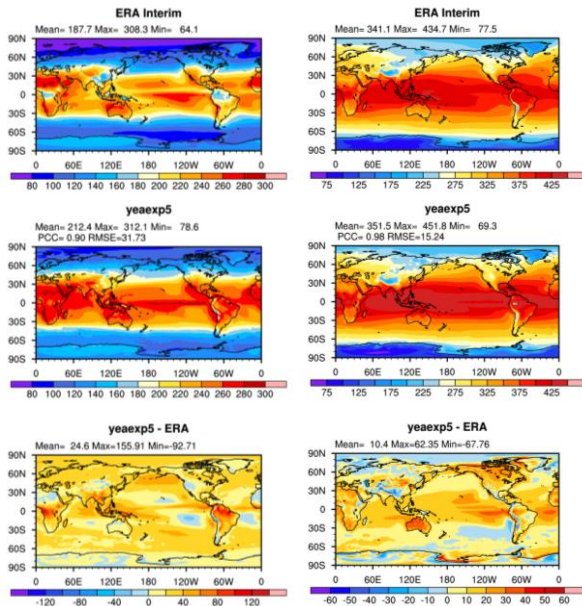 ERA Interim
Mean= 187.7 Max= 308.3 Min= 64.1
90N
60N
30N
0
30S
60S
90S
0 60E 120E 180 120W 60W 0
80 100 120 140 160 180 200 220 240 260 280 300
ERA Interim
Mean= 341.1 Max= 434.7 Min= 77.5
90N
60N
30N
0
30S
60S
90S
0 60E 120E 180 120W 60W 0
75 125 175 225 275 325 375 425
yeaexp5
Mean= 212.4 Max= 312.1 Min= 78.6
PCC= 0.90 RMSE=31.73
90N
60N
30N
0
30S
60S
90S
0 60E 120E 180 120W 60W 0
80 100 120 140 160 180 200 220 240 260 280 300
yeaexp5
Mean= 351.5 Max= 451.8 Min= 69.3
PCC= 0.98 RMSE=15.24
90N
60N
30N
0
30S
60S
90S
0 60E 120E 180 120W 60W 0
75 125 175 225 275 325 375 425
yeaexp5 - ERA
Mean= 24.6 Max=155.91 Min=-92.71
90N
60N
30N
0
30S
60S
90S
0 60E 120E 180 120W 60W 0
-120 -80 -40 0 40 80 120
yeaexp5 - ERA
Mean= 10.4 Max=62.35 Min=-67.76
90N
60N
30N
0
30S
60S
90S
0 60E 120E 180 120W 60W 0
-60 -50 -40 -30 -20 -10 0 10 20 30 40 50 60